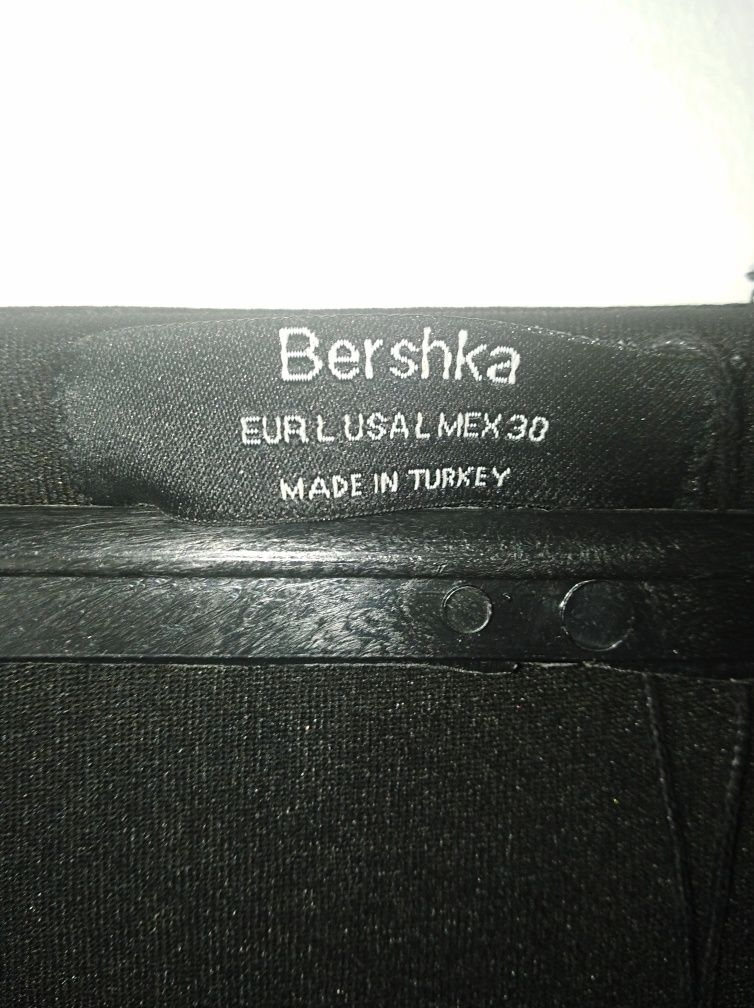 Bershka
EUR L USA L MEX 30
MADE IN TURKEY